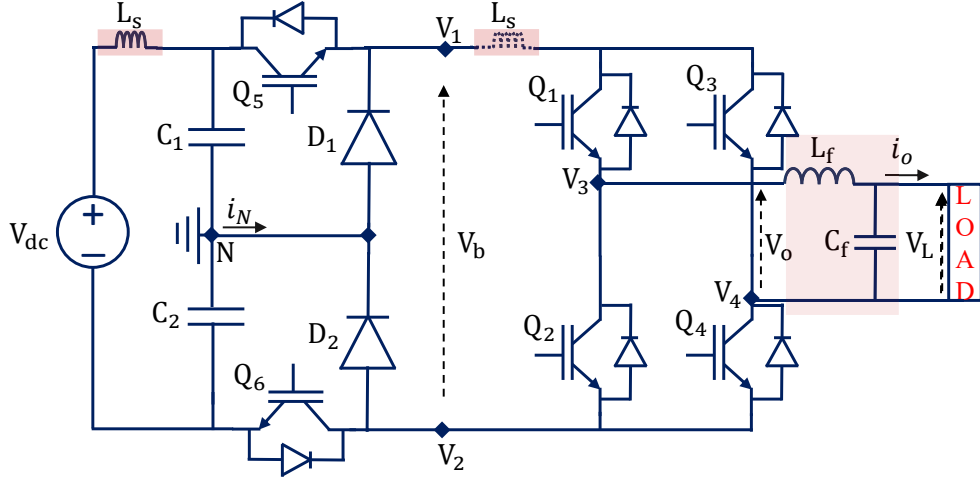 Ls
V1
Ls
Q5
Q1
Q3
C1
D1
Lf
io
Vdc
+
−
iN
N
V3
Vb
Vo
Cf
VL
LOAD
V4
C2
D2
Q2
Q4
Q6
V2